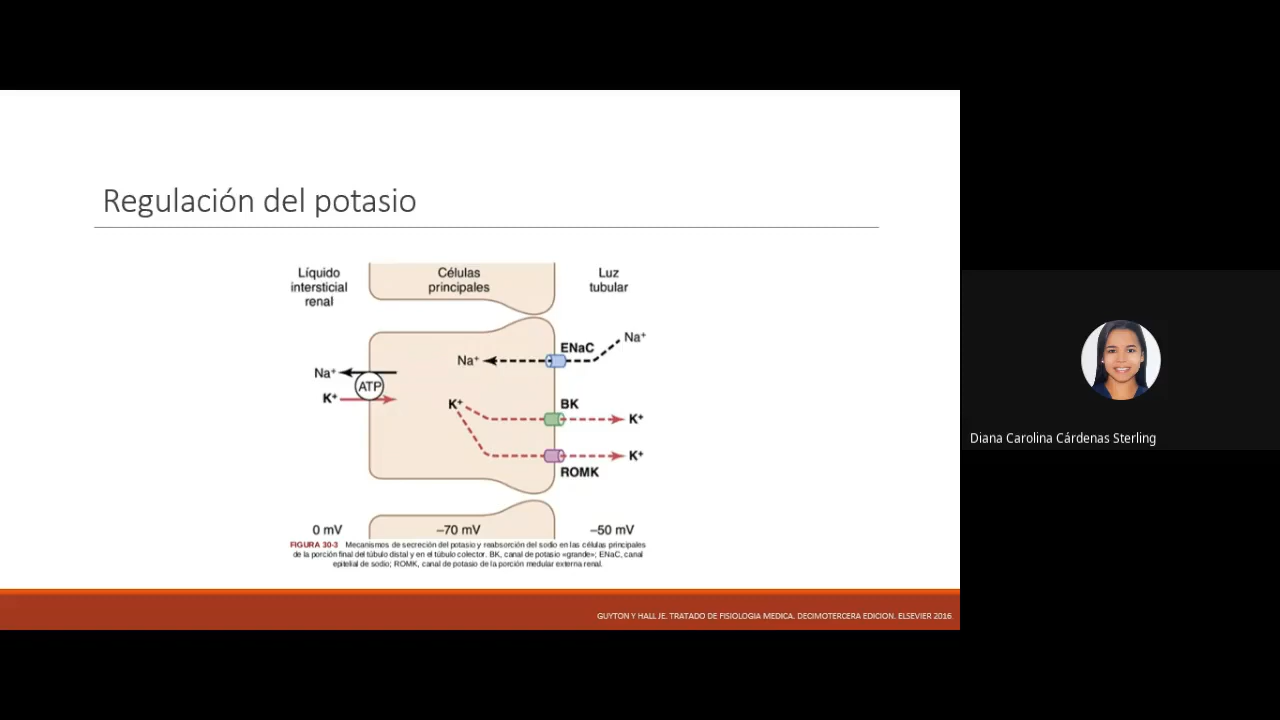 Regulación del potasio
Líquido
intersticial
renal
Células
principales
Luz
tubular
Na⁺
ENaC
Na⁺
Na⁺
ATP
K⁺
K⁺
BK
K⁺
K⁺
ROMK
0 mV
–70 mV
–50 mV
FIGURA 30-3 Mecanismos de secreción del potasio y reabsorción del sodio en las células principales
de la porción final del túbulo distal y en el túbulo colector. BK, canal de potasio «grande»; ENaC, canal
epitelial de sodio; ROMK, canal de potasio de la porción medular externa renal.
GUYTON Y HALL JE. TRATADO DE FISIOLOGIA MEDICA. DECIMOTERCERA EDICION. ELSEVIER 2016.
Diana Carolina Cárdenas Sterling